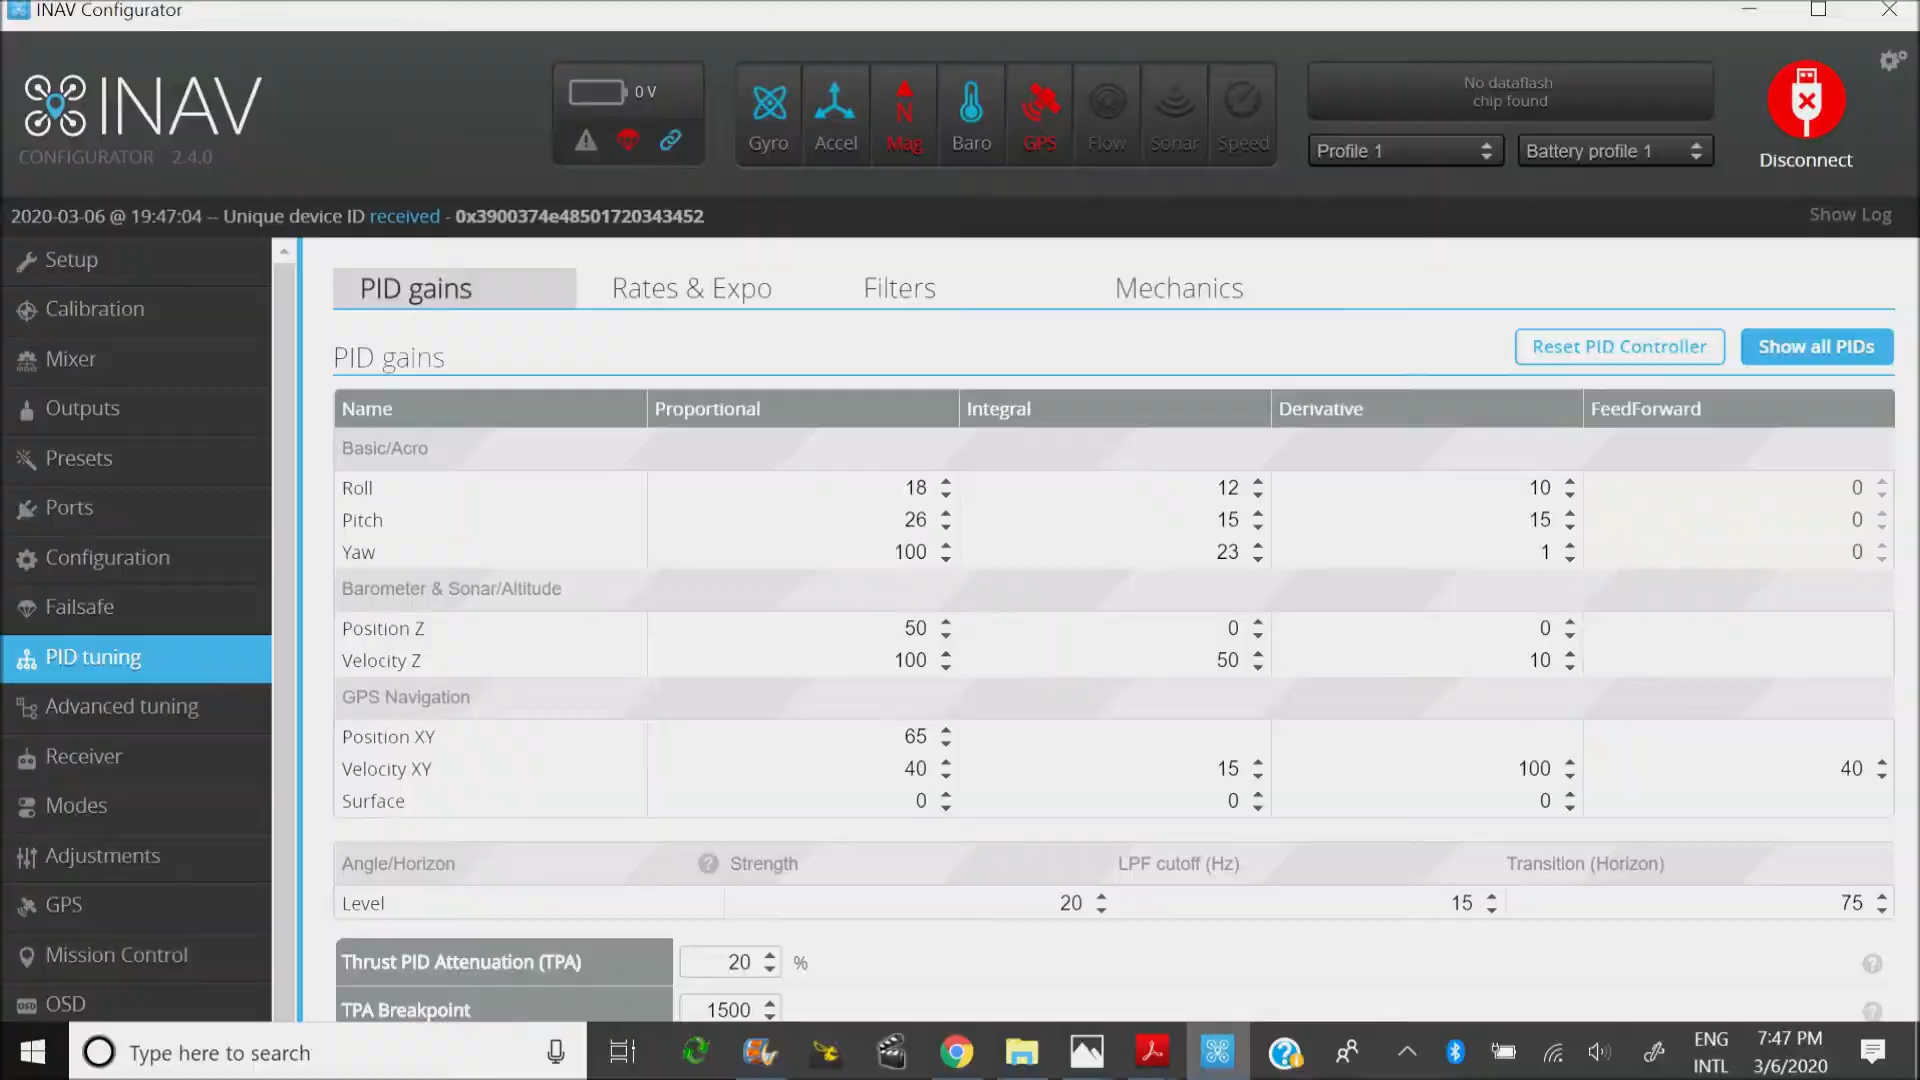 INAV Configurator
INAV
CONFIGURATOR 2.4.0
0 V
Gyro Accel Mag Baro GPS Flow Sonar Speed
No dataflash
chip found
Profile 1 Battery profile 1
Disconnect
2020-03-06 @ 19:47:04 -- Unique device ID received - 0x3900374e48501720343452
Show Log
Setup
Calibration
Mixer
Outputs
Presets
Ports
Configuration
Failsafe
PID tuning
Advanced tuning
Receiver
Modes
Adjustments
GPS
Mission Control
OSD
PID gains Rates & Expo Filters Mechanics
PID gains
Reset PID Controller Show all PIDs
Name Proportional Integral Derivative FeedForward
Basic/Acro
Roll 18 12 10 0
Pitch 26 15 15 0
Yaw 100 23 1 0
Barometer & Sonar/Altitude
Position Z 50 0 0
Velocity Z 100 50 10
GPS Navigation
Position XY 65
Velocity XY 40 15 100 40
Surface 0 0 0
Angle/Horizon ? Strength LPF cutoff (Hz) Transition (Horizon)
Level 20 15 75
Thrust PID Attenuation (TPA) 20 % ?
TPA Breakpoint 1500 ?
Type here to search
ENG
INTL
7:47 PM
3/6/2020